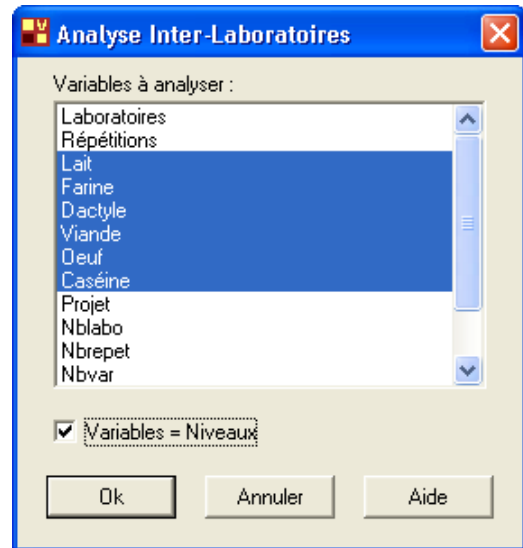 Analyse Inter-Laboratoires
Variables à analyser :
Laboratoires
Répétitions
Lait
Farine
Dactyle
Viande
Oeuf
Caséine
Projet
Nblabo
Nbrepet
Nbvar
Variables = Niveaux
Ok Annuler Aide